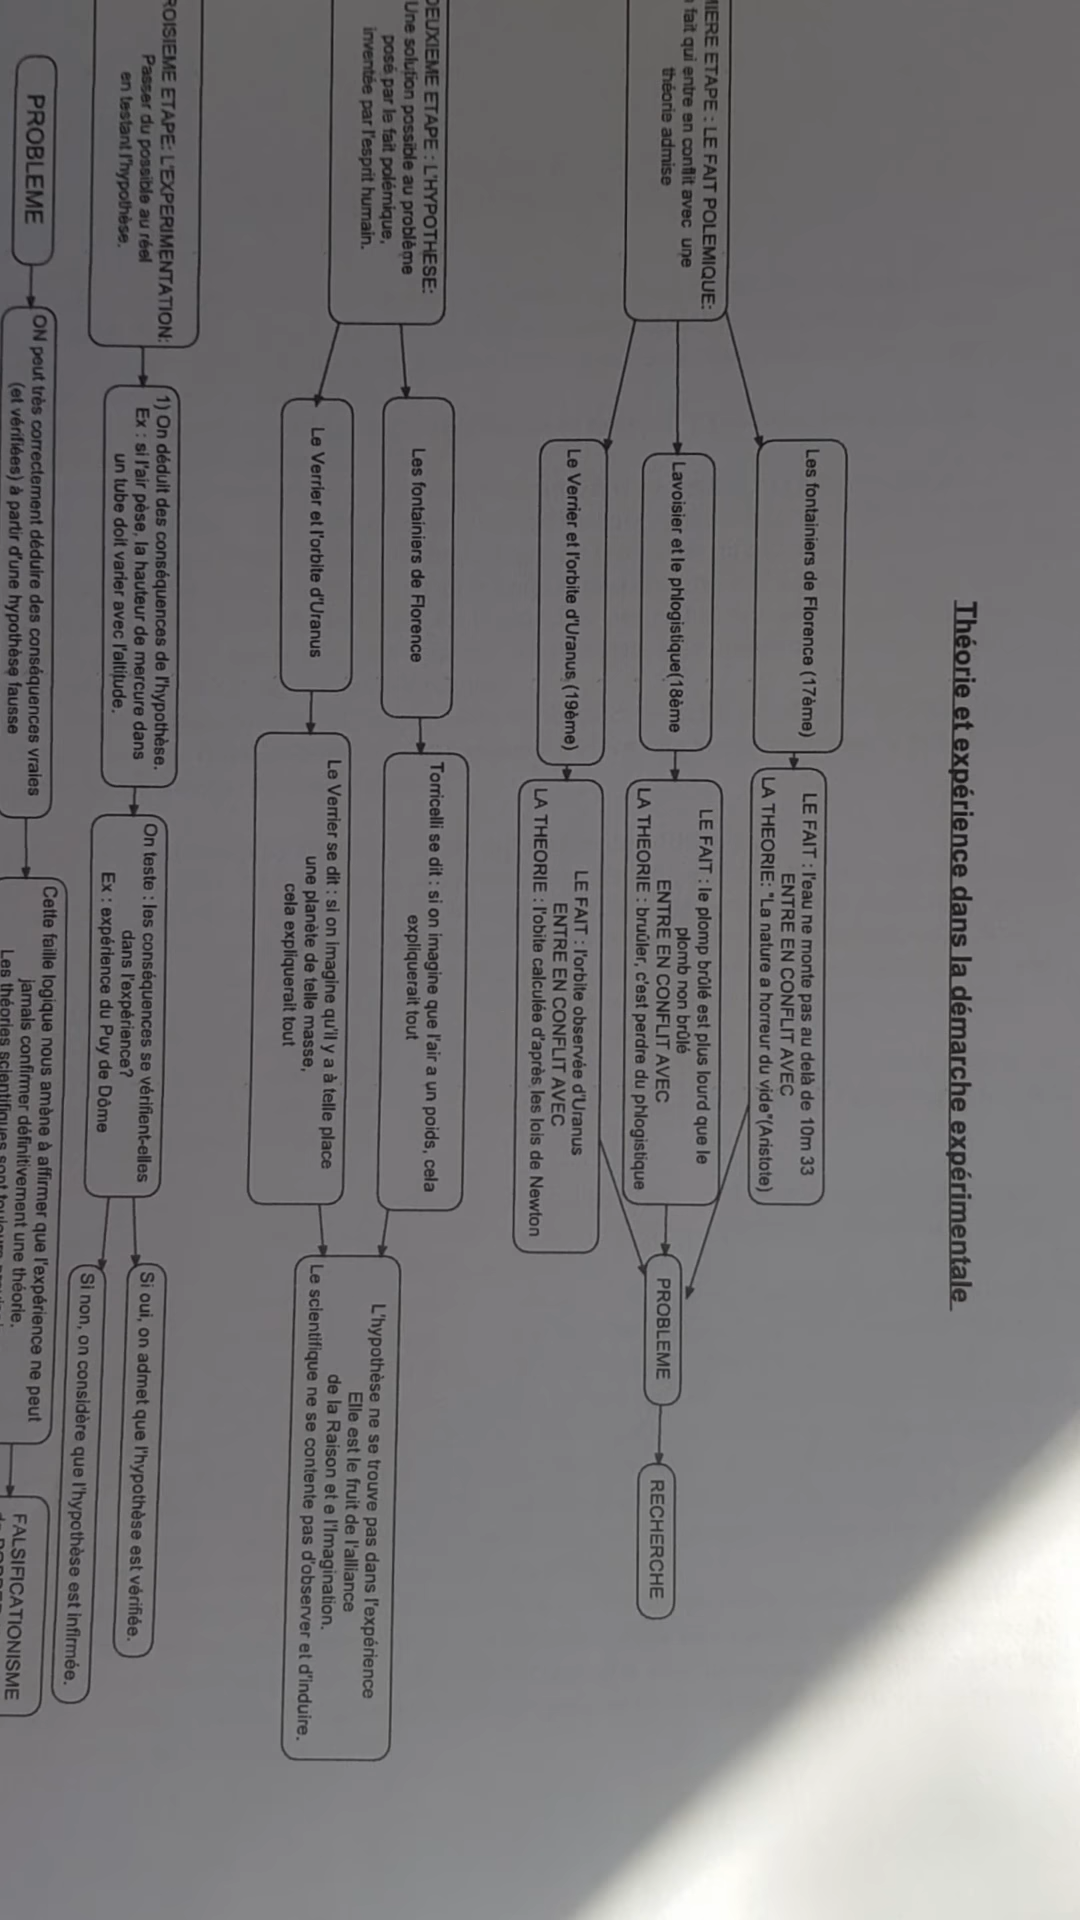 Théorie et expérience dans la démarche expérimentale
ETAPE : LE FAIT POLEMIQUE:
fait qui entre en conflit avec une
théorie admise
Les fontainiers de Florence (17ème)
LE FAIT : l'eau ne monte pas au delà de 10m 33
ENTRE EN CONFLIT AVEC
LA THEORIE: "La nature a horreur du vide"(Aristote)
Lavoisier et le phlogistique(18ème
LE FAIT : le plomp brûlé est plus lourd que le
plomb non brûlé
ENTRE EN CONFLIT AVEC
LA THEORIE : bruûler, c'est perdre du phlogistique
Le Verrier et l'orbite d'Uranus (19ème)
LE FAIT : l'orbite observée d'Uranus
ENTRE EN CONFLIT AVEC
LA THEORIE : l'obite calculée d'après les lois de Newton
PROBLEME
RECHERCHE
DEUXIEME ETAPE : L'HYPOTHESE:
Une solution possible au problème
posé par le fait polémique,
inventée par l'esprit humain.
Les fontainiers de Florence
Torricelli se dit : si on imagine que l'air a un poids, cela
expliquerait tout
Le Verrier et l'orbite d'Uranus
Le Verrier se dit : si on imagine qu'il y a à telle place
une planète de telle masse,
cela expliquerait tout
L'hypothèse ne se trouve pas dans l'expérience
Elle est le fruit de l'alliance
de la Raison et e l'Imagination.
Le scientifique ne se contente pas d'observer et d'induire.
ROISIEME ETAPE: L'EXPERIMENTATION:
Passer du possible au réel
en testant l'hypothèse.
1) On déduit des conséquences de l'hypothèse.
Ex : si l'air pèse, la hauteur de mercure dans
un tube doit varier avec l'altitude.
On teste : les conséquences se vérifient-elles
dans l'expérience?
Ex : expérience du Puy de Dôme
Si oui, on admet que l'hypothèse est vérifiée.
Si non, on considère que l'hypothèse est infirmée.
PROBLEME
ON peut très correctement déduire des conséquences vraies
(et vérifiées) à partir d'une hypothèse fausse
Cette faille logique nous amène à affirmer que l'expérience ne peut
jamais confirmer définitivement une théorie.
Les théories scientifiques sont toujours
FALSIFICATIONISME